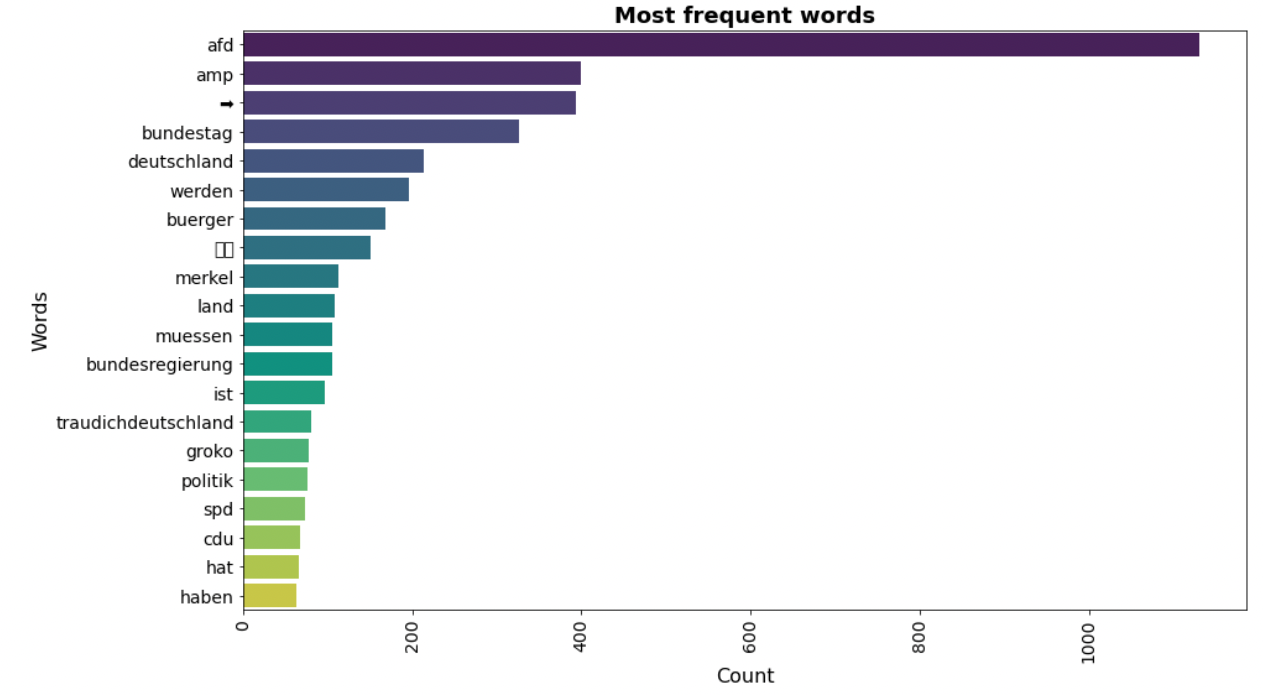 Most frequent words
afd
amp
➡
bundestag
deutschland
werden
buerger
merkel
land
muessen
bundesregierung
ist
traudichdeutschland
groko
politik
spd
cdu
hat
haben
Words
0
200
400
600
800
1000
Count